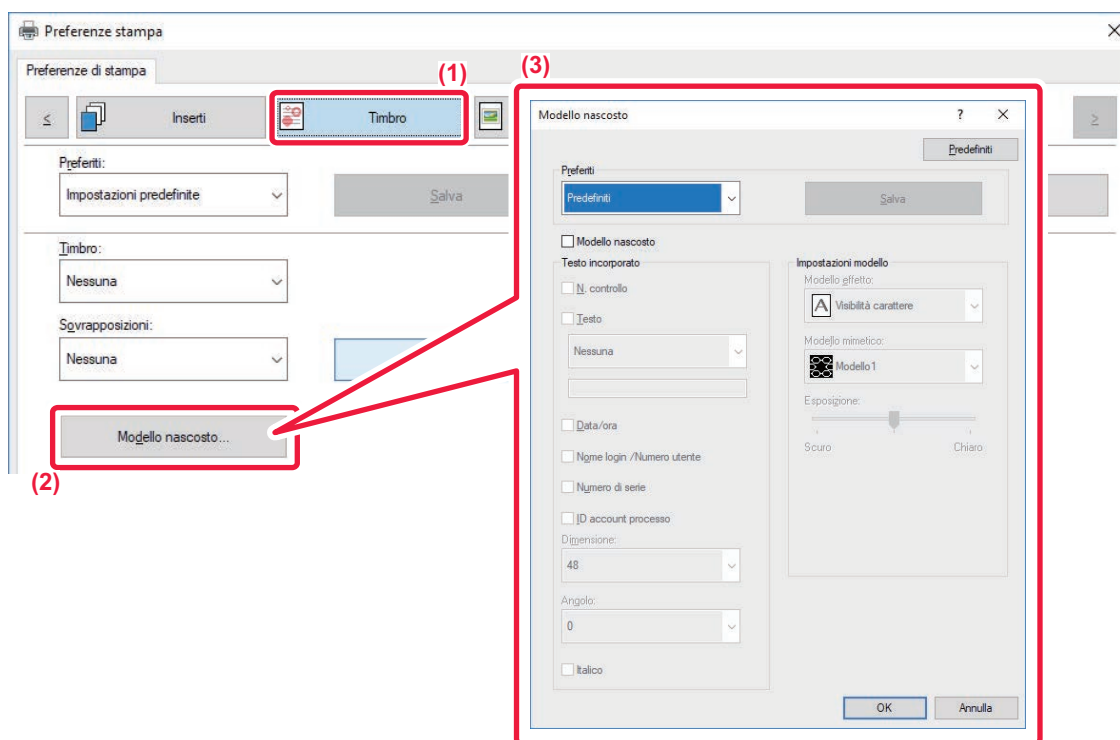 Preferenze stampa
Preferenze di stampa
(1)
<
Inserti
Timbro
>
Preferiti:
Impostazioni predefinite
Salva
Timbro:
Nessuna
Sovrapposizioni:
Nessuna
Modello nascosto...
(2)
(3)
Modello nascosto
?
Predefiniti
Preferiti
Predefiniti
Salva
Modello nascosto
Testo incorporato
N. controllo
Testo
Nessuna
Data/ora
Nome login /Numero utente
Numero di serie
ID account processo
Dimensione:
48
Angolo:
0
Italico
Impostazioni modello
Modello effetto:
A Visibilità carattere
Modello mimetico:
Modello1
Esposizione:
Scuro Chiaro
OK Annulla